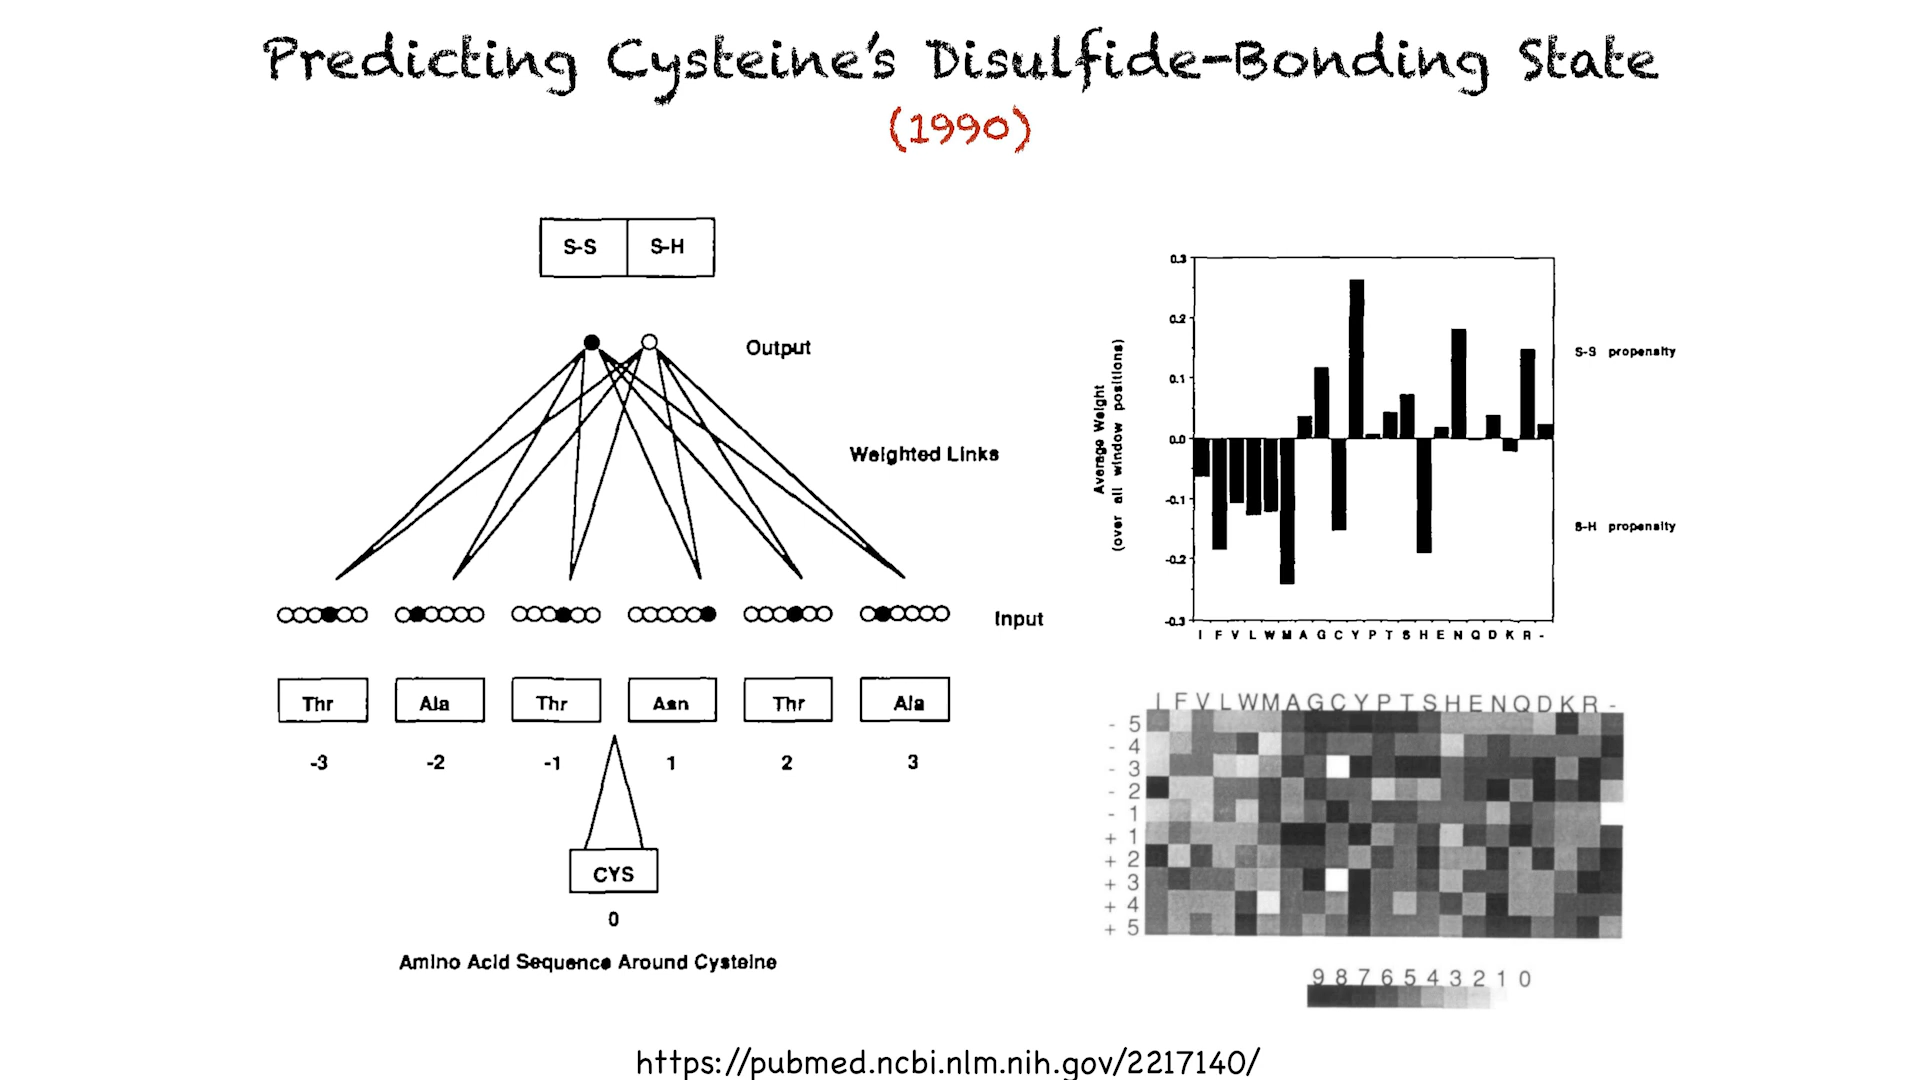 Predicting Cysteine's Disulfide-Bonding State
(1990)
S-S S-H
Output
Weighted Links
Input
Thr Ala Thr Asn Thr Ala
-3 -2 -1 1 2 3
CYS
0
Amino Acid Sequence Around Cysteine
Average Weight
(over all window positions)
0.3
0.2
0.1
0.0
-0.1
-0.2
-0.3
S-S propensity
S-H propensity
I F V L W M A G C Y P T S H E N Q D K R -
I F V L W M A G C Y P T S H E N Q D K R -
- 5
- 4
- 3
- 2
- 1
+ 1
+ 2
+ 3
+ 4
+ 5
9 8 7 6 5 4 3 2 1 0
https://pubmed.ncbi.nlm.nih.gov/2217140/